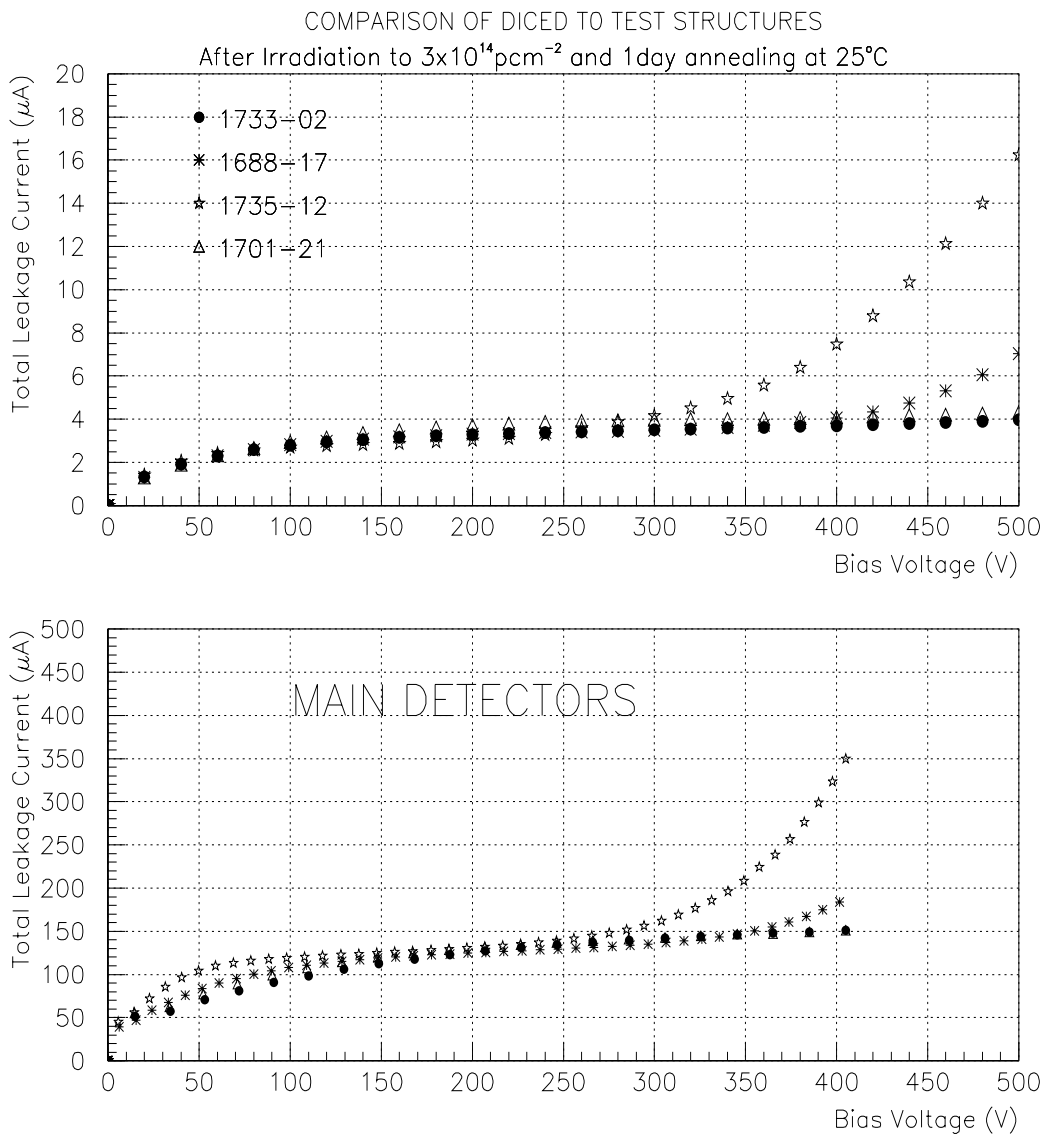 COMPARISON OF DICED TO TEST STRUCTURES
After Irradiation to 3x10¹⁴pcm⁻² and 1day annealing at 25°C
Total Leakage Current (μA)
20
18
16
14
12
10
8
6
4
2
0
1733-02
1688-17
1735-12
1701-21
0 50 100 150 200 250 300 350 400 450 500
Bias Voltage (V)
Total Leakage Current (μA)
500
450
400
350
300
250
200
150
100
50
0
MAIN DETECTORS
0 50 100 150 200 250 300 350 400 450 500
Bias Voltage (V)